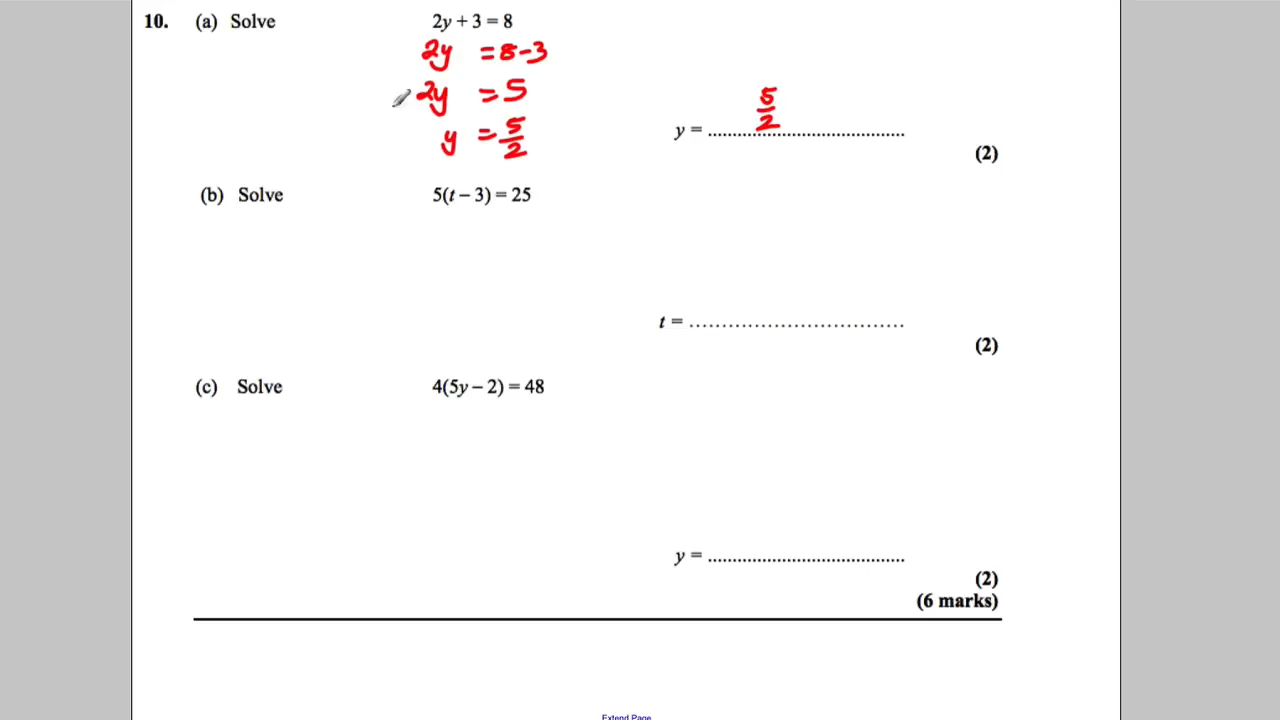 10. (a) Solve 2y + 3 = 8
2y = 8-3
2y = 5
y = 5/2
y = 5/2 ........................................
(2)
(b) Solve 5(t – 3) = 25
t = .................................
(2)
(c) Solve 4(5y – 2) = 48
y = ........................................
(2)
(6 marks)
Extend Page